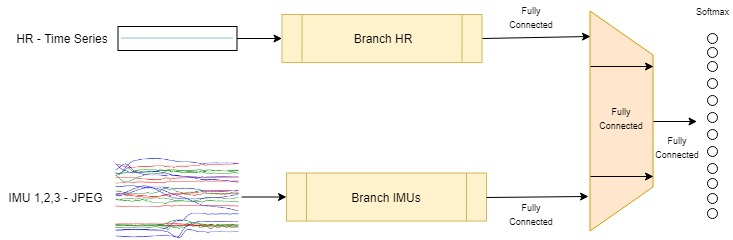 Softmax
Fully
Connected
HR - Time Series
Branch HR
Fully
Connected
Fully
Connected
IMU 1,2,3 - JPEG
Branch IMUs
Fully
Connected